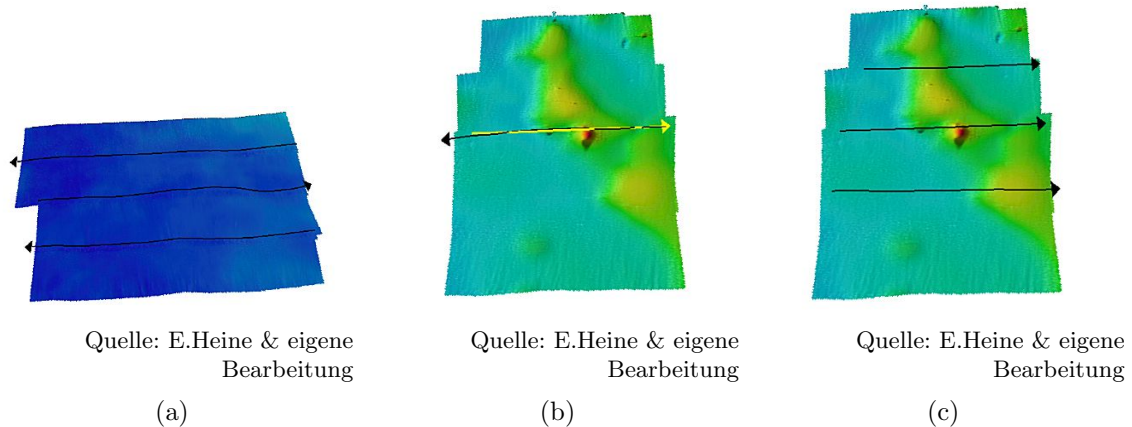 Quelle: E.Heine & eigene
Bearbeitung
(a)
Quelle: E.Heine & eigene
Bearbeitung
(b)
Quelle: E.Heine & eigene
Bearbeitung
(c)